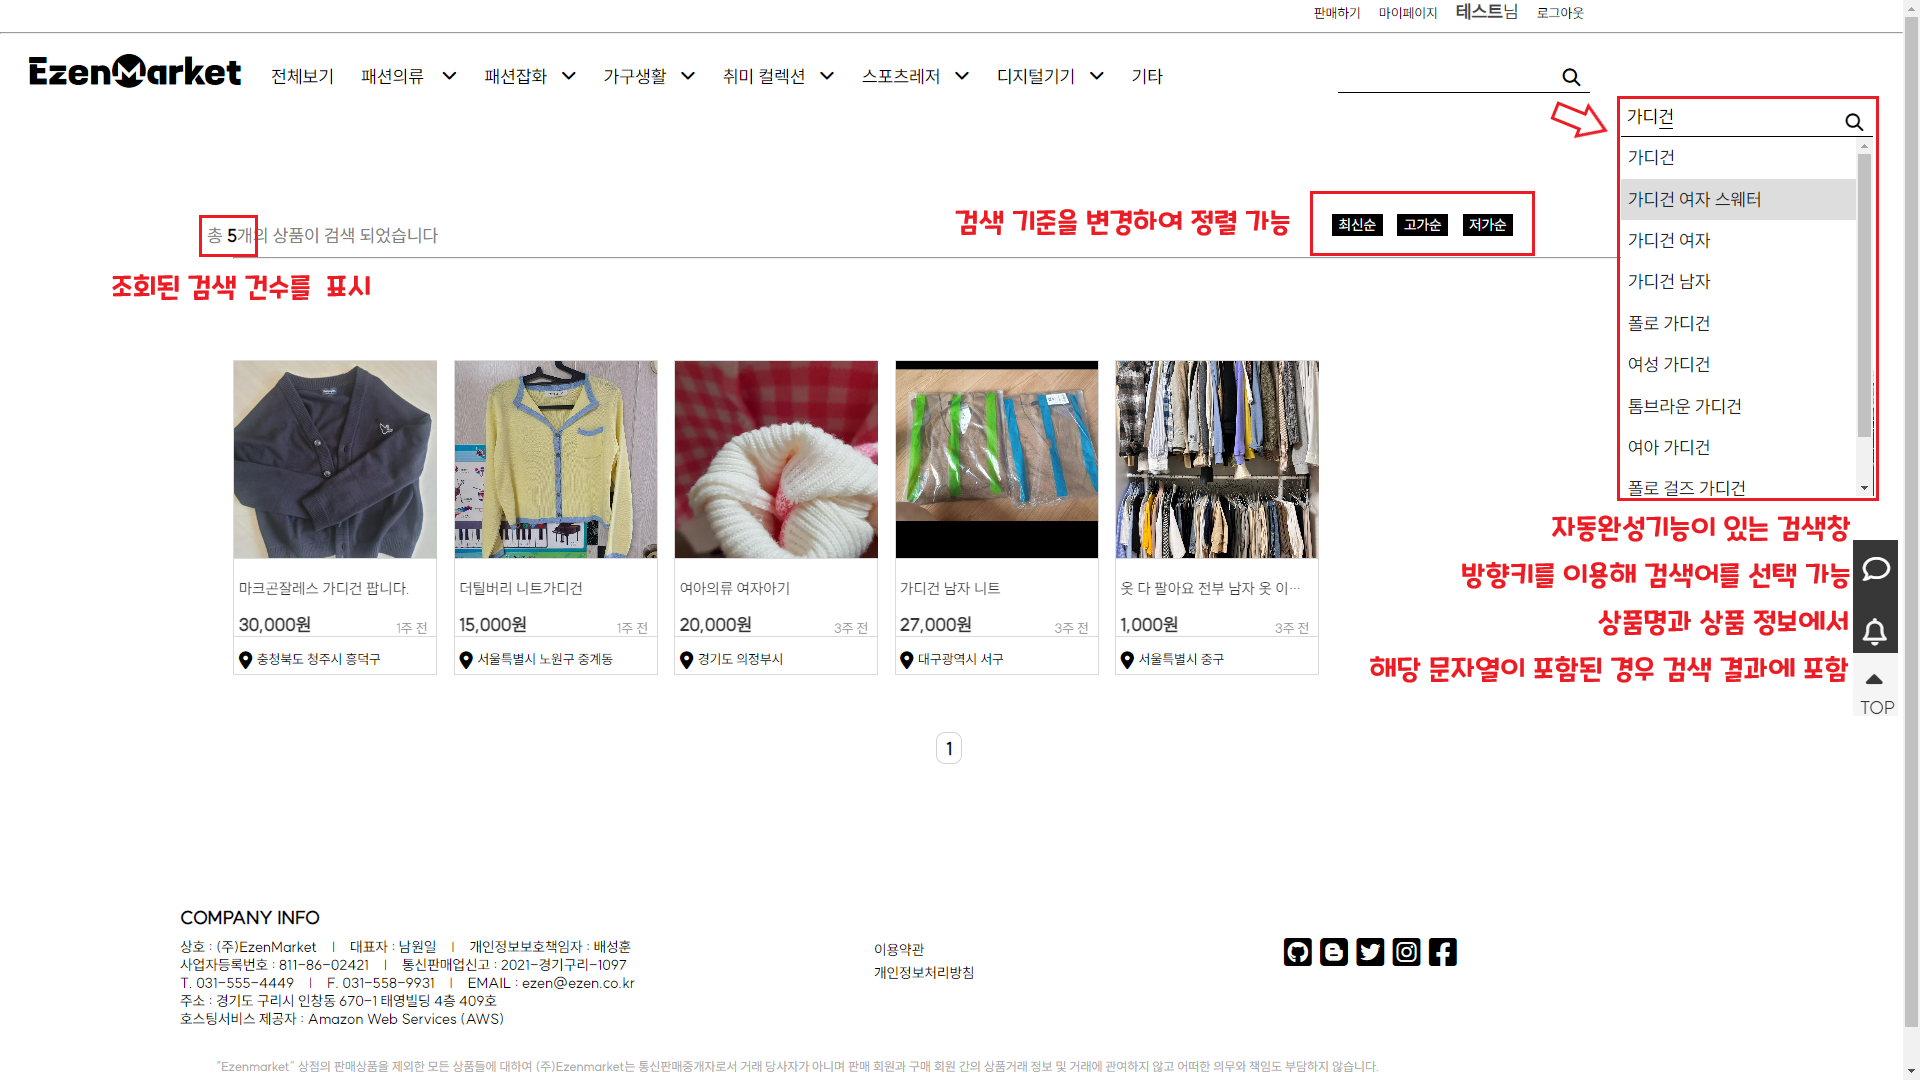 판매하기 마이페이지 테스트님 로그아웃
EzenMarket 전체보기 패션의류 패션잡화 가구생활 취미 컬렉션 스포츠레저 디지털기기 기타
가디건
가디건
가디건 여자 스웨터
가디건 여자
가디건 남자
폴로 가디건
여성 가디건
톰브라운 가디건
여아 가디건
폴로 걸즈 가디건
검색 기준을 변경하여 정렬 가능
최신순 고가순 저가순
총 5개의 상품이 검색 되었습니다
조회된 검색 건수를 표시
자동완성기능이 있는 검색창
방향키를 이용해 검색어를 선택 가능
상품명과 상품 정보에서
해당 문자열이 포함된 경우 검색 결과에 포함
TOP
마크곤잘레스 가디건 팝니다.
30,000원 1주 전
충청북도 청주시 흥덕구
더틸버리 니트가디건
15,000원 1주 전
서울특별시 노원구 중계동
여아의류 여자아기
20,000원 3주 전
경기도 의정부시
가디건 남자 니트
27,000원 3주 전
대구광역시 서구
옷 다 팔아요 전부 남자 옷 이…
1,000원 3주 전
서울특별시 중구
1
COMPANY INFO
상호 : (주)EzenMarket | 대표자 : 남원일 | 개인정보보호책임자 : 배성훈
사업자등록번호 : 811-86-02421 | 통신판매업신고 : 2021-경기구리-1097
T. 031-555-4449 | F. 031-558-9931 | EMAIL : ezen@ezen.co.kr
주소 : 경기도 구리시 인창동 670-1 태영빌딩 4층 409호
호스팅서비스 제공자 : Amazon Web Services (AWS)
이용약관
개인정보처리방침
"Ezenmarket" 상점의 판매상품을 제외한 모든 상품들에 대하여 (주)Ezenmarket는 통신판매중개자로서 거래 당사자가 아니며 판매 회원과 구매 회원 간의 상품거래 정보 및 거래에 관여하지 않고 어떠한 의무와 책임도 부담하지 않습니다.